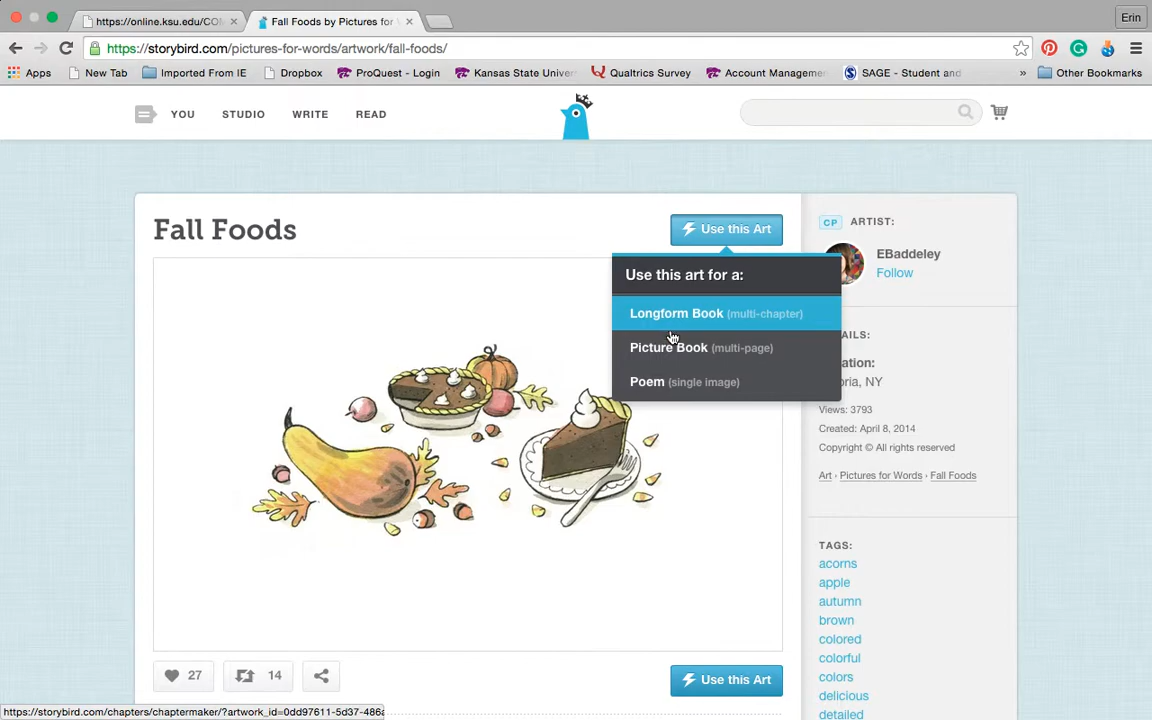 https://online.ksu.edu/CO
Fall Foods by Pictures for
Erin
https://storybird.com/pictures-for-words/artwork/fall-foods/
Apps New Tab Imported From IE Dropbox ProQuest - Login Kansas State Univer Qualtrics Survey Account Managemen SAGE - Student and » Other Bookmarks
YOU STUDIO WRITE READ
Fall Foods
Use this Art
Use this art for a:
Longform Book (multi-chapter)
Picture Book (multi-page)
Poem (single image)
27 14
Use this Art
CP ARTIST:
EBaddeley
Follow
AILS:
ation:
oria, NY
Views: 3793
Created: April 8, 2014
Copyright © All rights reserved
Art › Pictures for Words › Fall Foods
TAGS:
acorns
apple
autumn
brown
colored
colorful
colors
delicious
detailed
https://storybird.com/chapters/chaptermaker/?artwork_id=0dd97611-5d37-486a